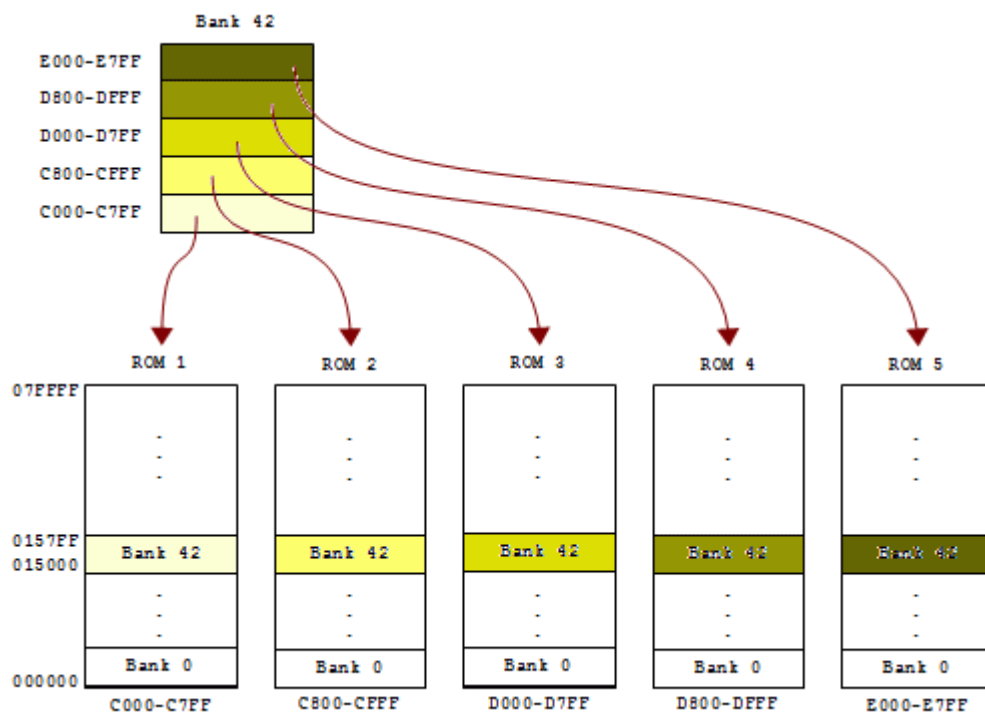 Bank 42
E000-E7FF
D800-DFFF
D000-D7FF
C800-CFFF
C000-C7FF
ROM 1 ROM 2 ROM 3 ROM 4 ROM 5
07FFFF
0157FF
Bank 42 Bank 42 Bank 42 Bank 42 Bank 42
015000
Bank 0 Bank 0 Bank 0 Bank 0 Bank 0
000000
C000-C7FF C800-CFFF D000-D7FF D800-DFFF E000-E7FF